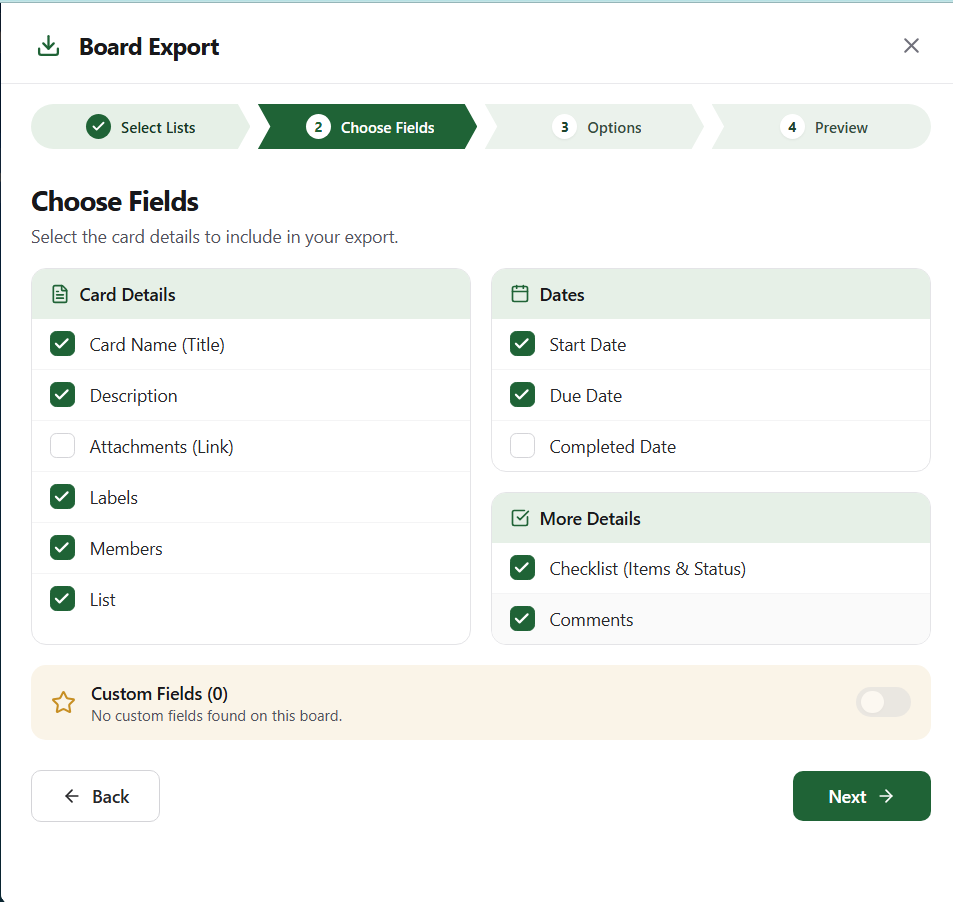 Board Export
Select Lists
2 Choose Fields
3 Options
4 Preview
Choose Fields
Select the card details to include in your export.
Card Details
Card Name (Title)
Description
Attachments (Link)
Labels
Members
List
Dates
Start Date
Due Date
Completed Date
More Details
Checklist (Items & Status)
Comments
Custom Fields (0)
No custom fields found on this board.
Back
Next